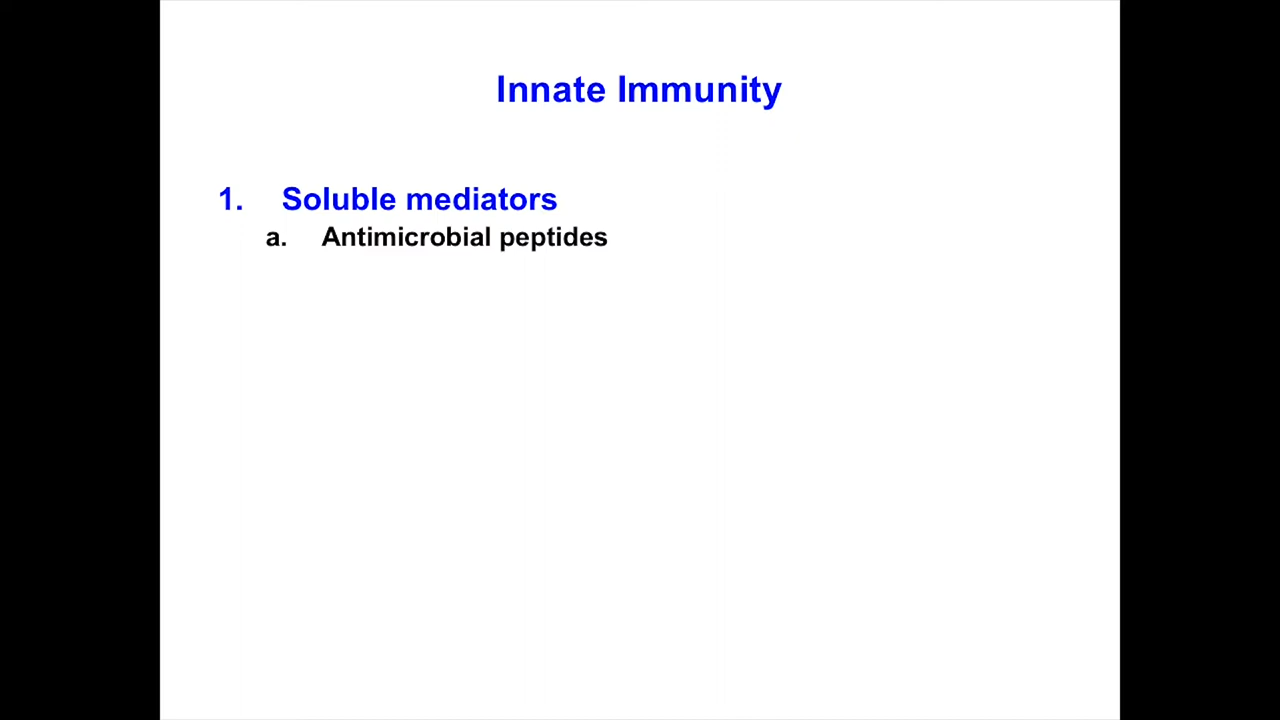 Innate Immunity
1. Soluble mediators
a. Antimicrobial peptides